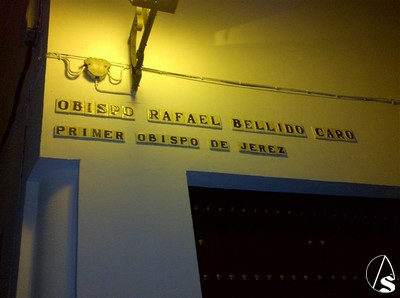 OBISPO RAFAEL BELLIDO CARO
PRIMER OBISPO DE JEREZ